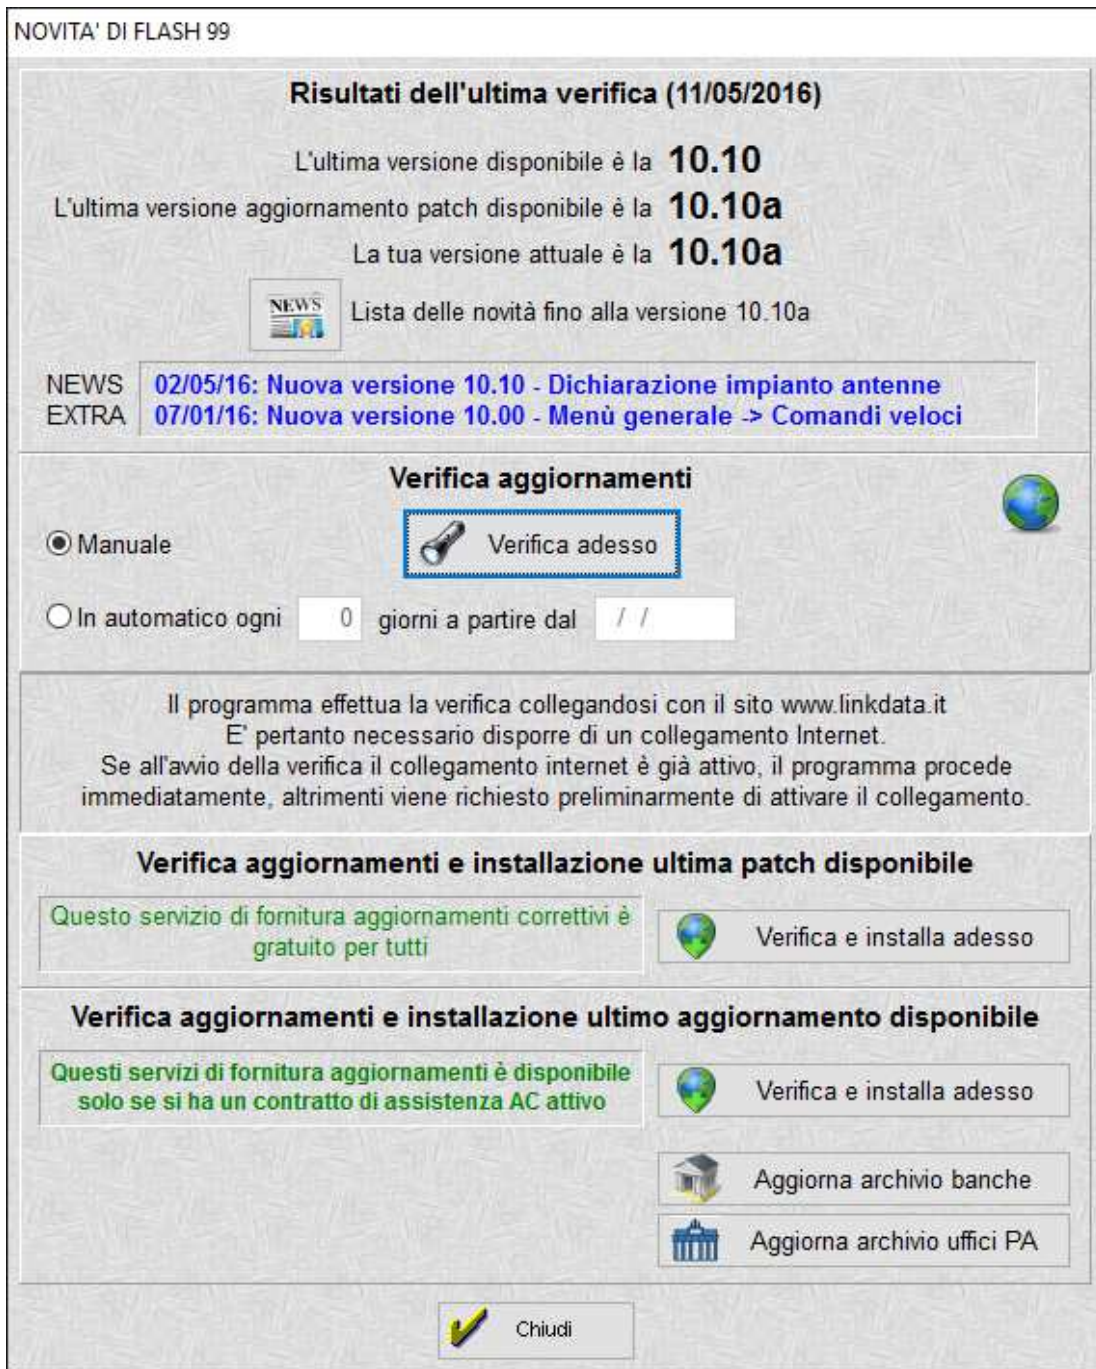 NOVITA' DI FLASH 99
Risultati dell'ultima verifica (11/05/2016)
L'ultima versione disponibile è la 10.10
L'ultima versione aggiornamento patch disponibile è la 10.10a
La tua versione attuale è la 10.10a
NEWS Lista delle novità fino alla versione 10.10a
NEWS 02/05/16: Nuova versione 10.10 - Dichiarazione impianto antenne
EXTRA 07/01/16: Nuova versione 10.00 - Menù generale -> Comandi veloci
Verifica aggiornamenti
Manuale Verifica adesso
In automatico ogni 0 giorni a partire dal / /
Il programma effettua la verifica collegandosi con il sito www.linkdata.it
E' pertanto necessario disporre di un collegamento Internet.
Se all'avvio della verifica il collegamento internet è già attivo, il programma procede
immediatamente, altrimenti viene richiesto preliminarmente di attivare il collegamento.
Verifica aggiornamenti e installazione ultima patch disponibile
Questo servizio di fornitura aggiornamenti correttivi è
gratuito per tutti
Verifica e installa adesso
Verifica aggiornamenti e installazione ultimo aggiornamento disponibile
Questi servizi di fornitura aggiornamenti è disponibile
solo se si ha un contratto di assistenza AC attivo
Verifica e installa adesso
Aggiorna archivio banche
Aggiorna archivio uffici PA
Chiudi